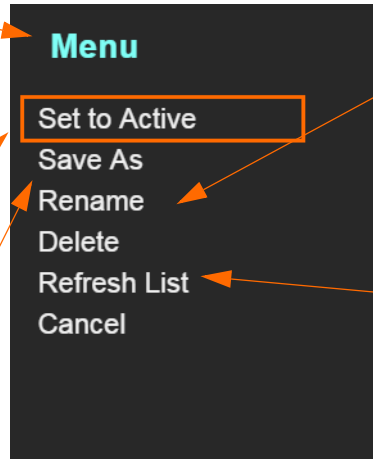 Menu
Set to Active
Save As
Rename
Delete
Refresh List
Cancel